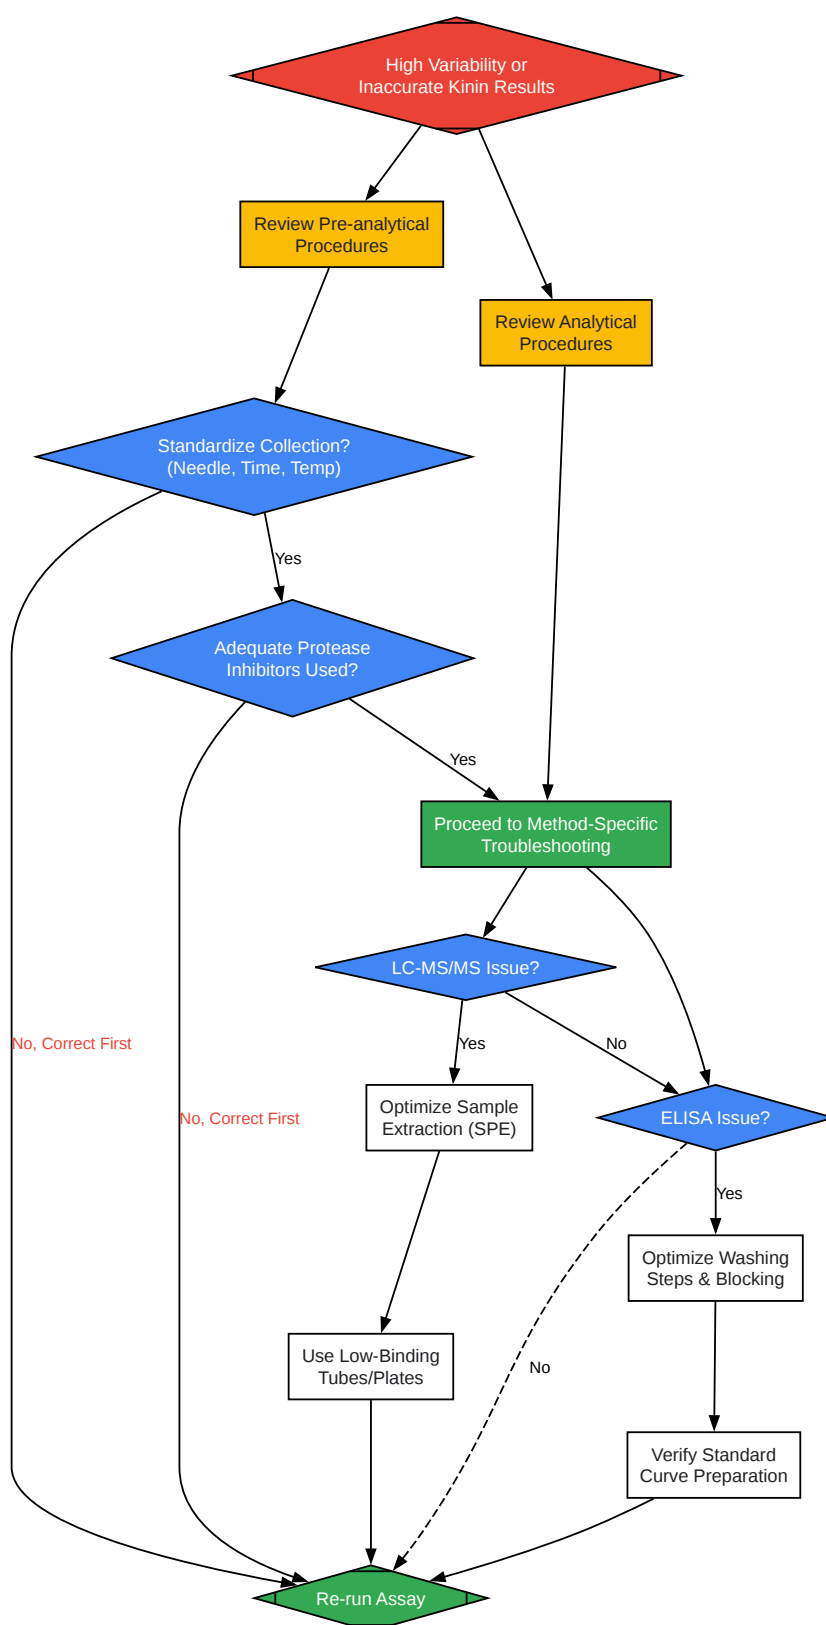 High Variability or
Inaccurate Kinin Results
Review Pre-analytical
Procedures
Review Analytical
Procedures
Standardize Collection?
(Needle, Time, Temp)
Yes
Adequate Protease
Inhibitors Used?
Yes
Proceed to Method-Specific
Troubleshooting
LC-MS/MS Issue?
No, Correct First
Yes
No
Optimize Sample
Extraction (SPE)
No, Correct First
ELISA Issue?
Yes
Optimize Washing
Steps & Blocking
Use Low-Binding
Tubes/Plates
No
Verify Standard
Curve Preparation
Re-run Assay